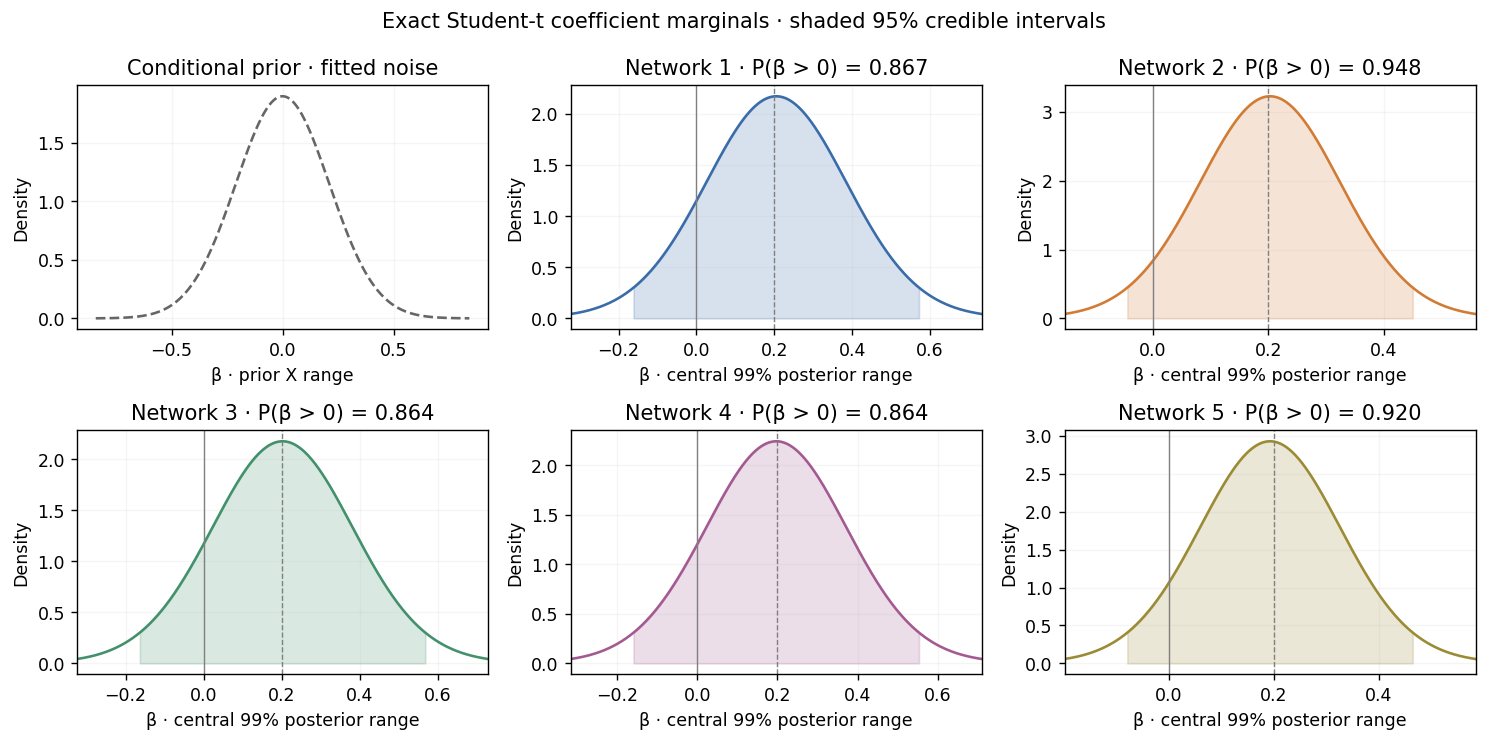 Exact Student-t coefficient marginals · shaded 95% credible intervals
Conditional prior · fitted noise
Density
1.5
1.0
0.5
0.0
−0.5
0.0
0.5
β · prior X range
Network 1 · P(β > 0) = 0.867
Density
2.0
1.5
1.0
0.5
0.0
−0.2
0.0
0.2
0.4
0.6
β · central 99% posterior range
Network 2 · P(β > 0) = 0.948
Density
3
2
1
0
0.0
0.2
0.4
β · central 99% posterior range
Network 3 · P(β > 0) = 0.864
Density
2.0
1.5
1.0
0.5
0.0
−0.2
0.0
0.2
0.4
0.6
β · central 99% posterior range
Network 4 · P(β > 0) = 0.864
Density
2.0
1.5
1.0
0.5
0.0
−0.2
0.0
0.2
0.4
0.6
β · central 99% posterior range
Network 5 · P(β > 0) = 0.920
Density
3.0
2.5
2.0
1.5
1.0
0.5
0.0
0.0
0.2
0.4
β · central 99% posterior range